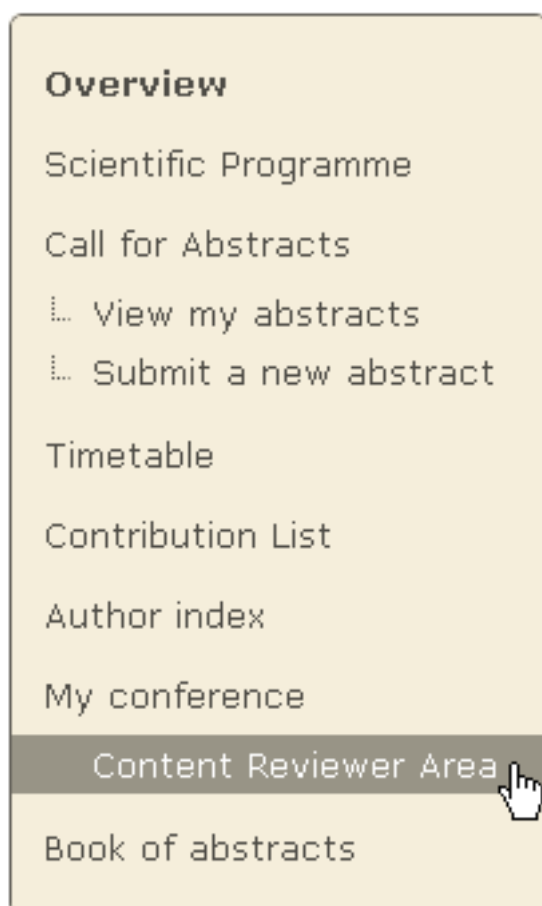 Overview
Scientific Programme
Call for Abstracts
View my abstracts
Submit a new abstract
Timetable
Contribution List
Author index
My conference
Content Reviewer Area
Book of abstracts